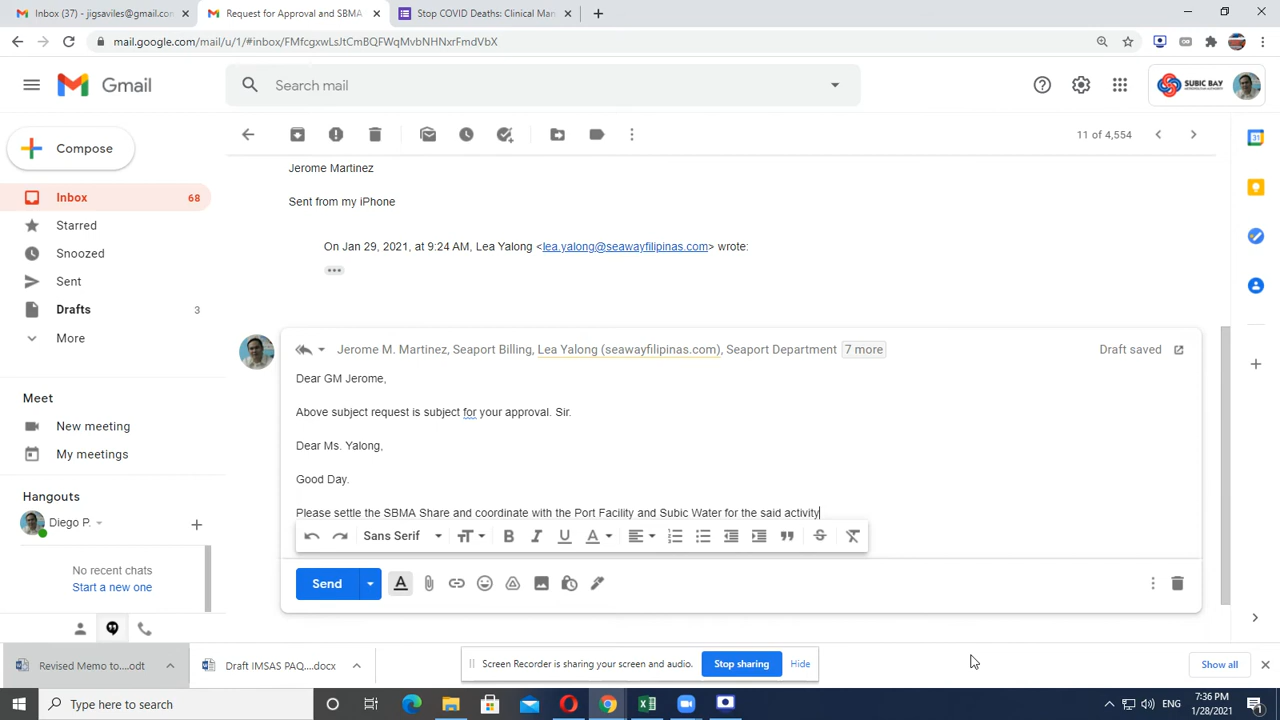 Inbox (37) - jigsaviles@gmail.com
Request for Approval and SBMA
Stop COVID Deaths: Clinical Man
mail.google.com/mail/u/1/#inbox/FMfcgxwLsJtCmBQFWqMvbNHNxrFmdVbX
Gmail
Search mail
SUBIC BAY
Compose
11 of 4,554
Inbox 68
Starred
Snoozed
Sent
Drafts 3
More
Meet
New meeting
My meetings
Hangouts
Diego P.
No recent chats
Start a new one
Jerome Martinez
Sent from my iPhone
On Jan 29, 2021, at 9:24 AM, Lea Yalong <lea.yalong@seawayfilipinas.com> wrote:
Jerome M. Martinez, Seaport Billing, Lea Yalong (seawayfilipinas.com), Seaport Department 7 more
Draft saved
Dear GM Jerome,
Above subject request is subject for your approval. Sir.
Dear Ms. Yalong,
Good Day.
Please settle the SBMA Share and coordinate with the Port Facility and Subic Water for the said activity
Sans Serif
Send
Revised Memo to....odt
Draft IMSAS PAQ....docx
Screen Recorder is sharing your screen and audio.
Stop sharing
Hide
Show all
Type here to search
ENG
7:36 PM
1/28/2021